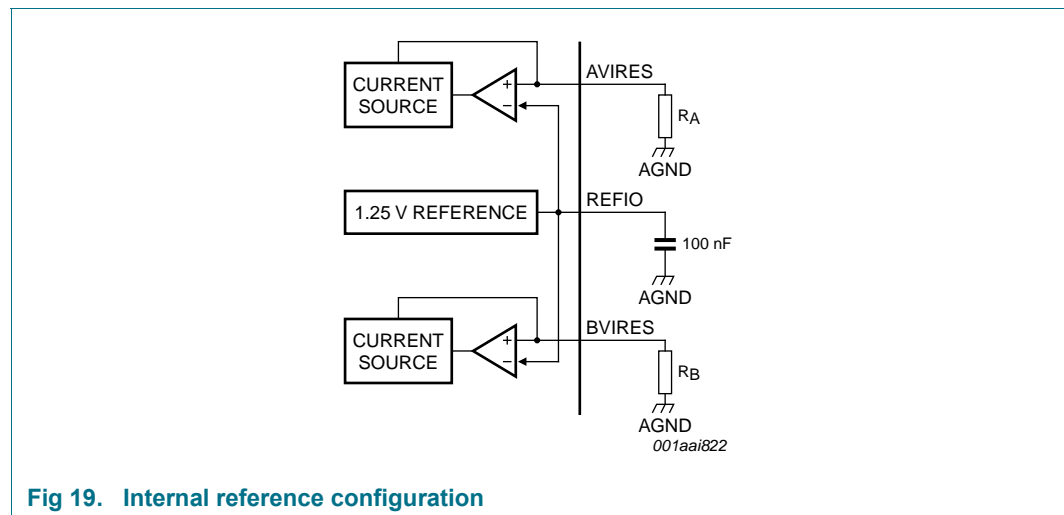 CURRENT
SOURCE
+
−
AVIRES
RA
AGND
1.25 V REFERENCE
REFIO
100 nF
AGND
CURRENT
SOURCE
+
−
BVIRES
RB
AGND
001aai822
Fig 19. Internal reference configuration